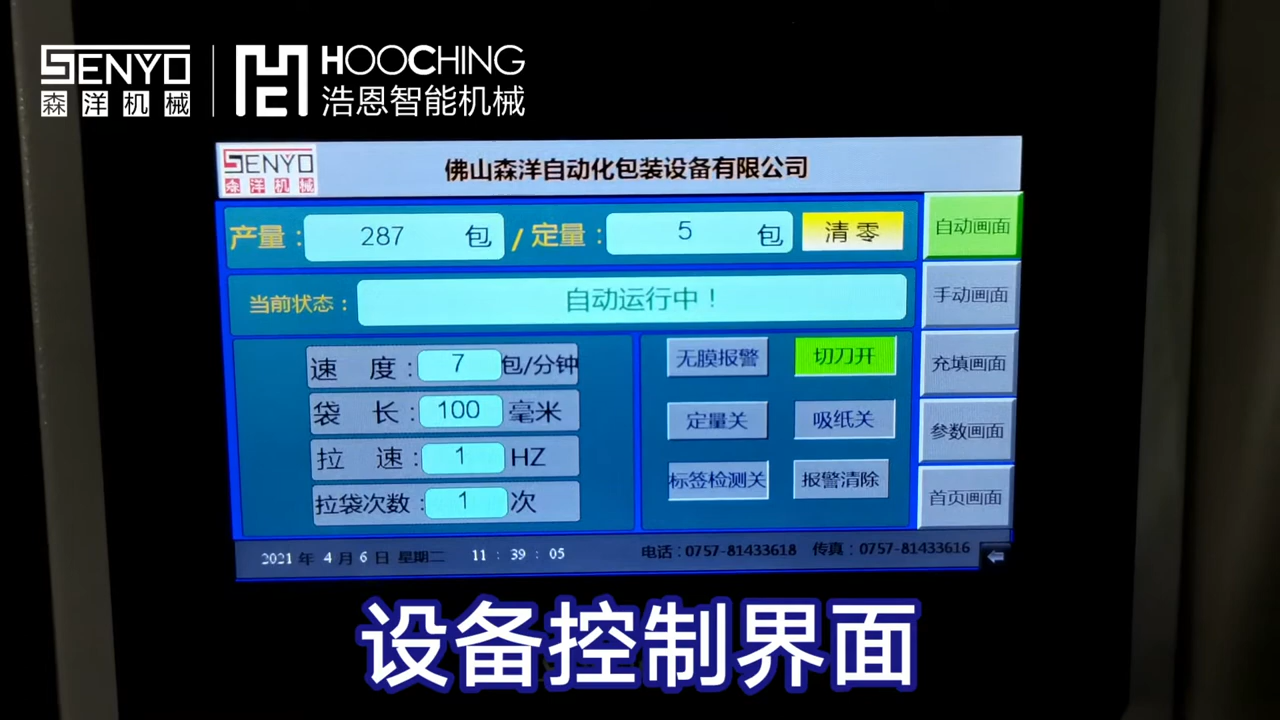 SENYO
森洋机械
HOOCHING
浩恩智能机械
SENYO
森洋机械
佛山森洋自动化包装设备有限公司
产量： 287 包 / 定量： 5 包 清零
当前状态： 自动运行中！
速 度： 7 包/分钟
袋 长： 100 毫米
拉 速： 1 HZ
拉袋次数： 1 次
无膜报警 切刀开
定量关 吸纸关
标签检测关 报警清除
自动画面
手动画面
充填画面
参数画面
首页画面
2021 年 4 月 6 日 星期二 11 : 39 : 05
电话：0757-81433618 传真：0757-81433616
设备控制界面